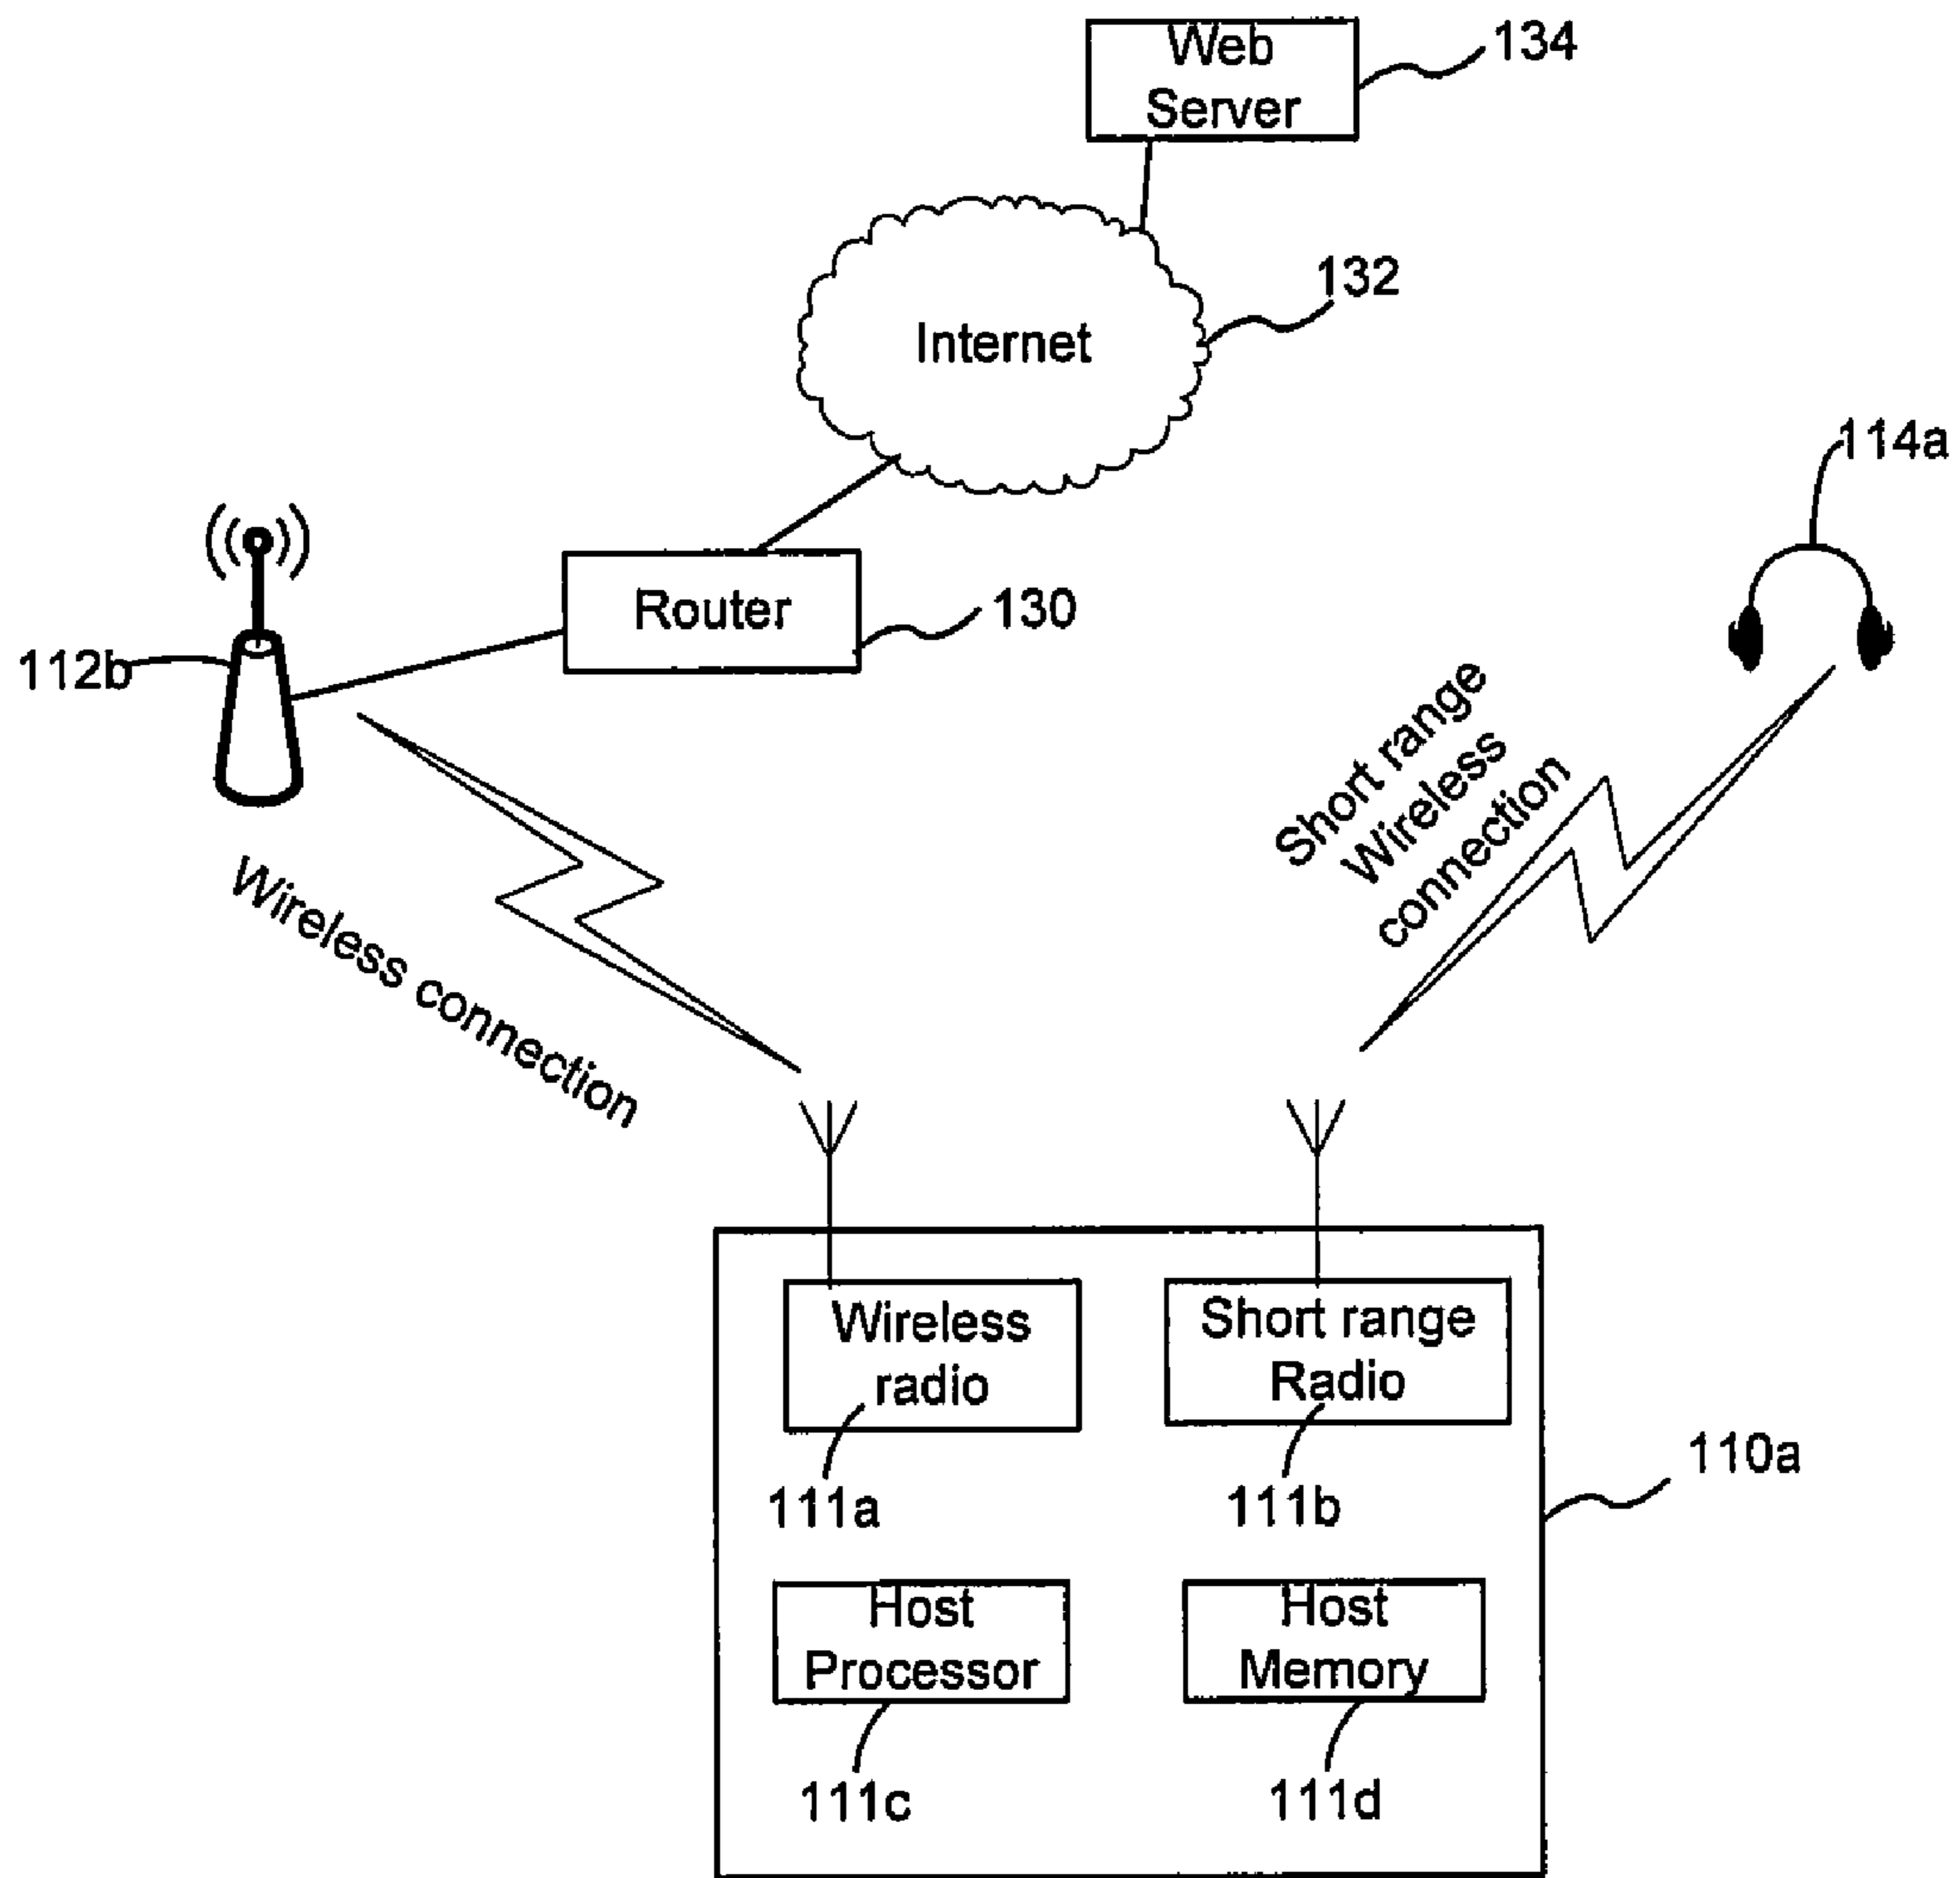 Web
Server
134
Internet
132
114a
Router
130
112b
Short range
Wireless
connection
Wireless connection
Wireless
radio
Short range
Radio
111a
111b
110a
Host
Processor
Host
Memory
111c
111d